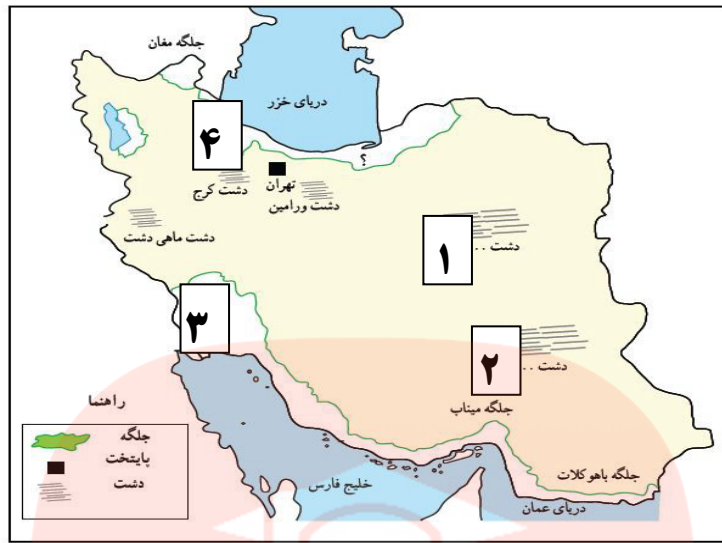 جلگه مغان
دریای خزر
۴
؟
تهران
دشت کرج
دشت ورامین
دشت ماهی دشت
۱
دشت . .
۳
۲
دشت . .
جلگه میناب
راهنما
جلگه
پایتخت
دشت
جلگه باهوکلات
خلیج فارس
دریای عمان